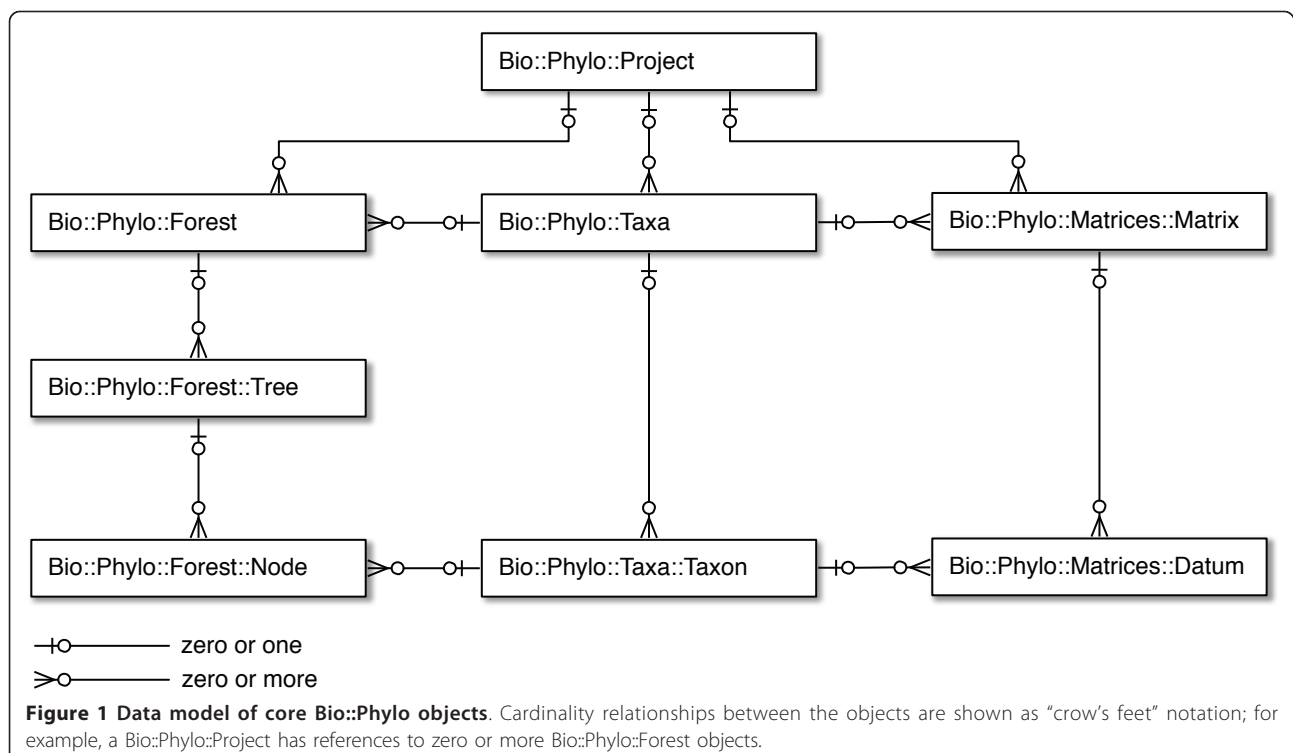 Bio::Phylo::Project
Bio::Phylo::Forest
Bio::Phylo::Taxa
Bio::Phylo::Matrices::Matrix
Bio::Phylo::Forest::Tree
Bio::Phylo::Forest::Node
Bio::Phylo::Taxa::Taxon
Bio::Phylo::Matrices::Datum
zero or one
zero or more
Figure 1 Data model of core Bio::Phylo objects. Cardinality relationships between the objects are shown as “crow’s feet” notation; for
example, a Bio::Phylo::Project has references to zero or more Bio::Phylo::Forest objects.